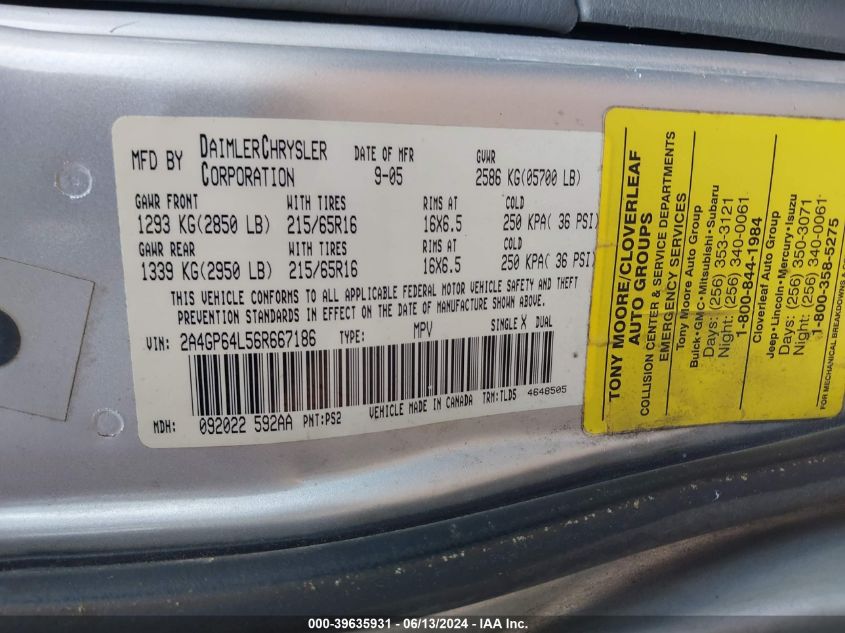 MFD BY DAIMLERCHRYSLER CORPORATION
DATE OF MFR 9-05
GVWR 2586 KG(05700 LB)
GAWR FRONT WITH TIRES RIMS AT COLD
1293 KG(2850 LB) 215/65R16 16X6.5 250 KPA( 36 PSI)
GAWR REAR WITH TIRES RIMS AT COLD
1339 KG(2950 LB) 215/65R16 16X6.5 250 KPA( 36 PSI)
THIS VEHICLE CONFORMS TO ALL APPLICABLE FEDERAL MOTOR VEHICLE SAFETY AND THEFT
PREVENTION STANDARDS IN EFFECT ON THE DATE OF MANUFACTURE SHOWN ABOVE.
VIN: 2A4GP64L56R667186 TYPE: MPV SINGLE X DUAL
MDH: 092022 592AA PNT:PS2 VEHICLE MADE IN CANADA TRM:TLD5 4648505
TONY MOORE/CLOVERLEAF
AUTO GROUPS
COLLISION CENTER & SERVICE DEPARTMENTS
EMERGENCY SERVICES
Tony Moore Auto Group
Buick•GMC•Mitsubishi•Subaru
Days: (256) 353-3121
Night: (256) 340-0061
1-800-844-1984
Cloverleaf Auto Group
Jeep•Lincoln•Mercury•Isuzu
Days: (256) 350-3071
Night: (256) 340-0061
1-800-358-5275
FOR MECHANICAL BREAKDOWNS &
000-39635931 - 06/13/2024 - IAA Inc.